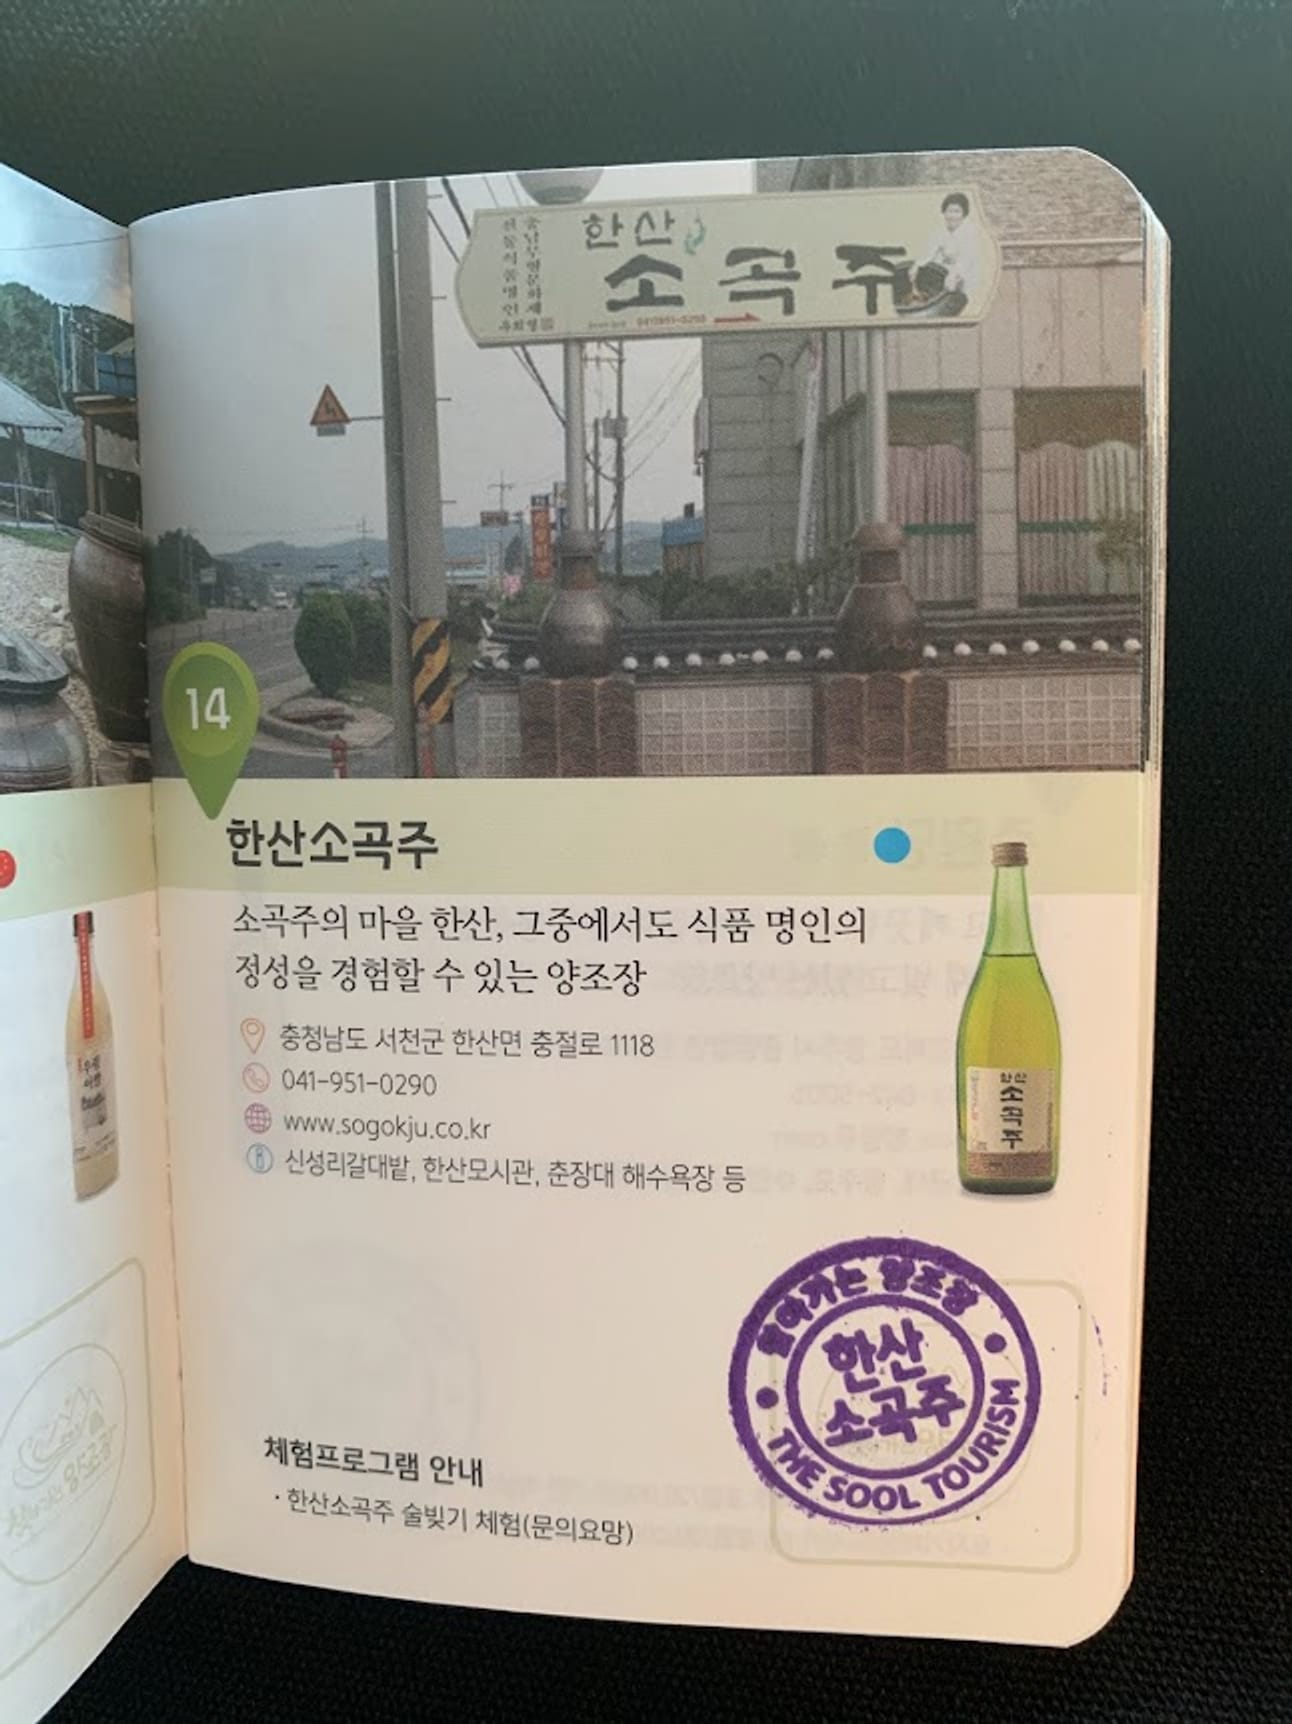 한산
소곡주
041)951-0290
14
한산소곡주
소곡주의 마을 한산, 그중에서도 식품 명인의
정성을 경험할 수 있는 양조장
충청남도 서천군 한산면 충절로 1118
041-951-0290
www.sogokju.co.kr
신성리갈대밭, 한산모시관, 춘장대 해수욕장 등
한산
소곡주
찾아가는 양조장
한산
소곡주
THE SOOL TOURISM
체험프로그램 안내
· 한산소곡주 술빚기 체험(문의요망)